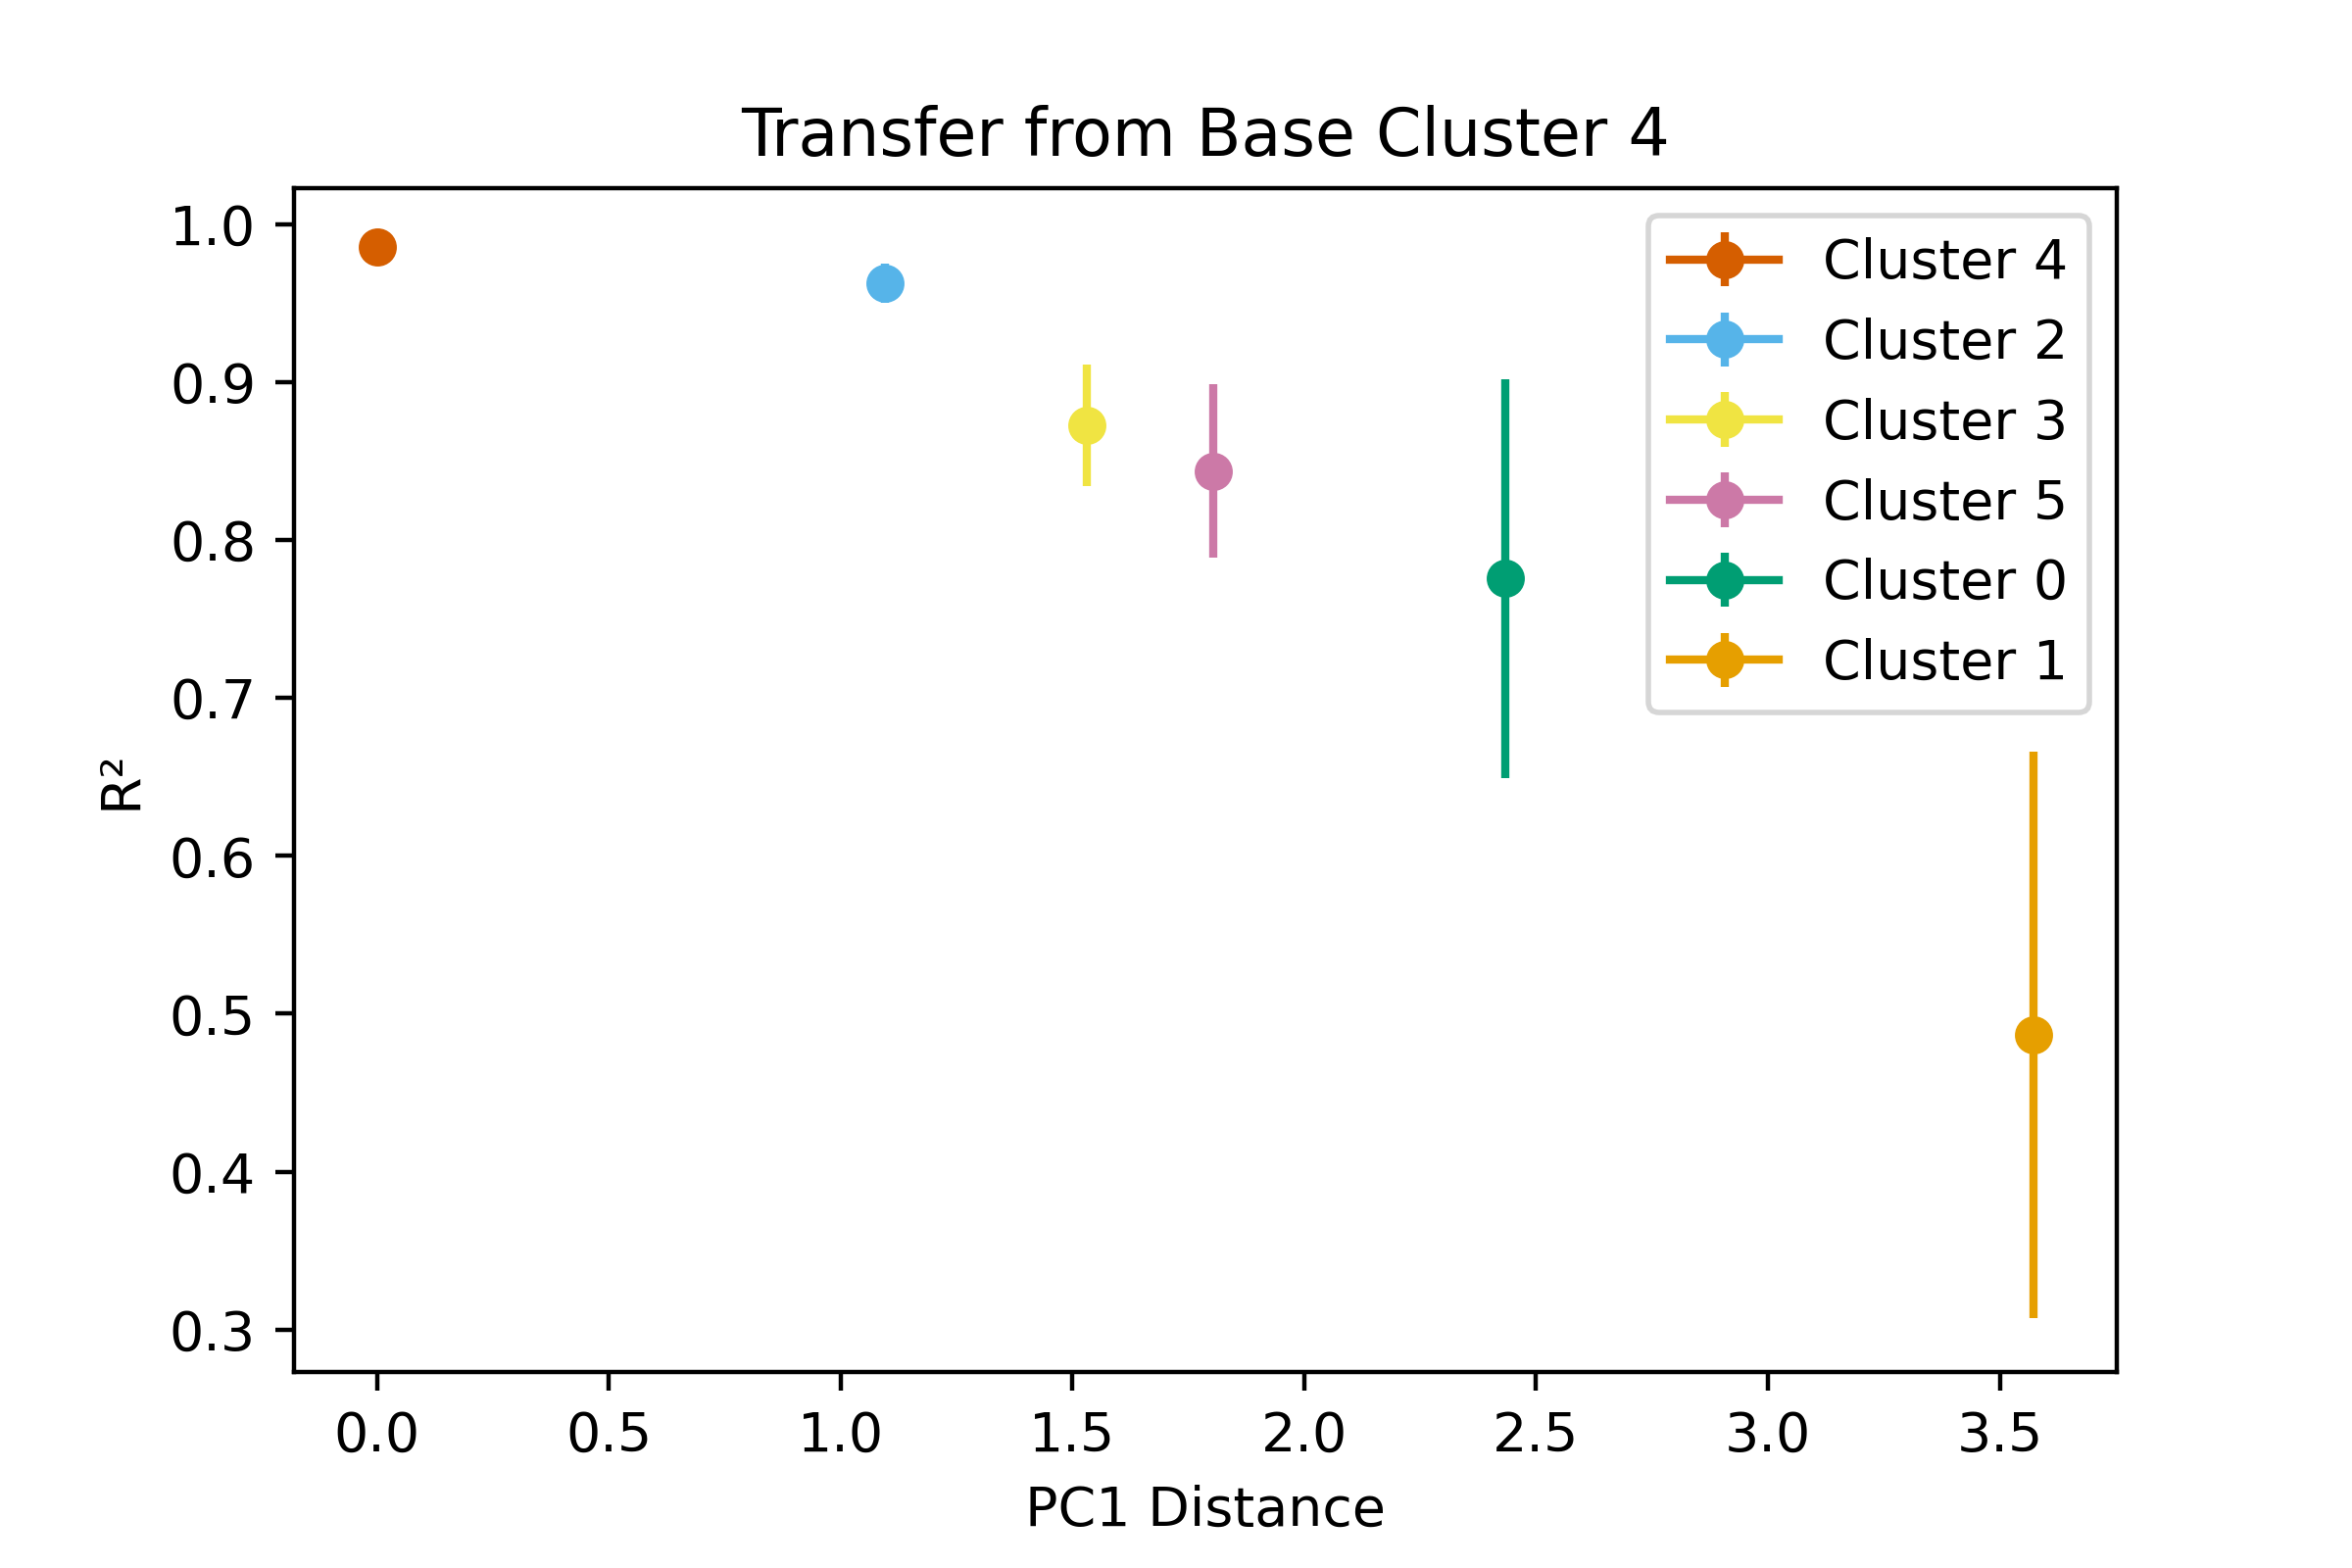 Transfer from Base Cluster 4
1.0
0.9
0.8
0.7
0.6
0.5
0.4
0.3
R²
Cluster 4
Cluster 2
Cluster 3
Cluster 5
Cluster 0
Cluster 1
0.0 0.5 1.0 1.5 2.0 2.5 3.0 3.5
PC1 Distance